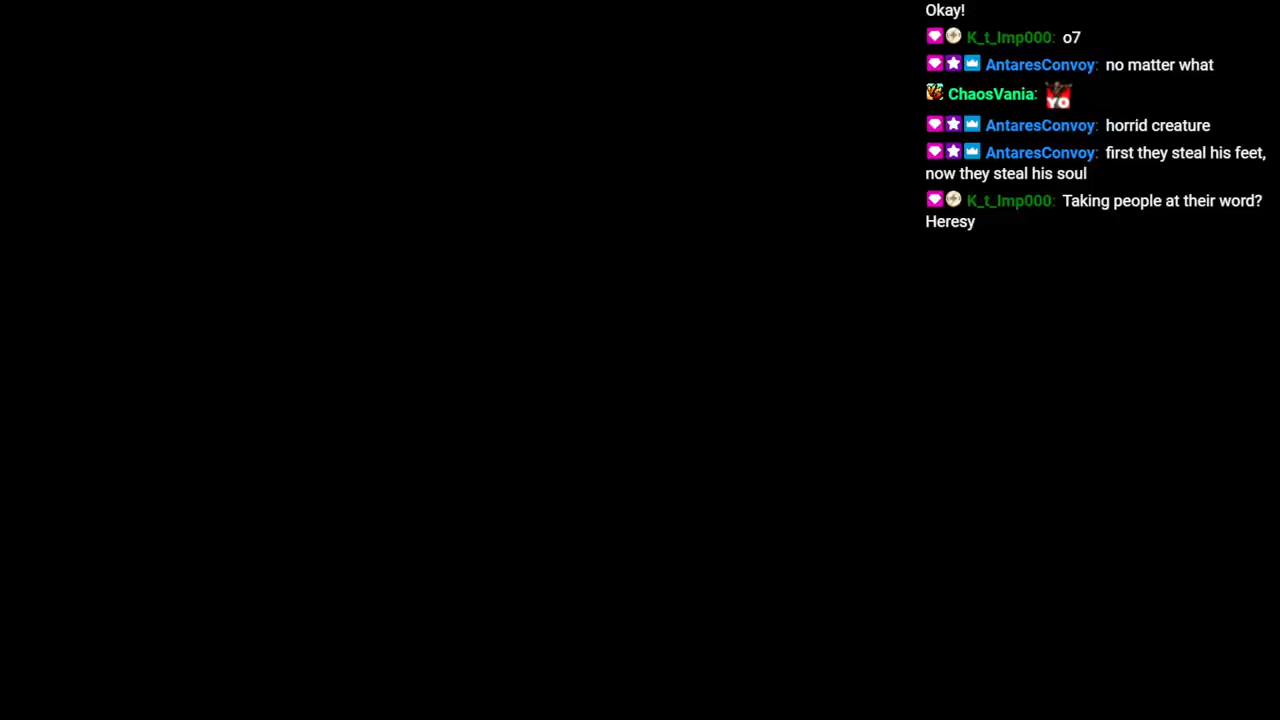 Okay!
K_t_Imp000: o7
AntaresConvoy: no matter what
ChaosVania: YO
AntaresConvoy: horrid creature
AntaresConvoy: first they steal his feet,
now they steal his soul
K_t_Imp000: Taking people at their word?
Heresy